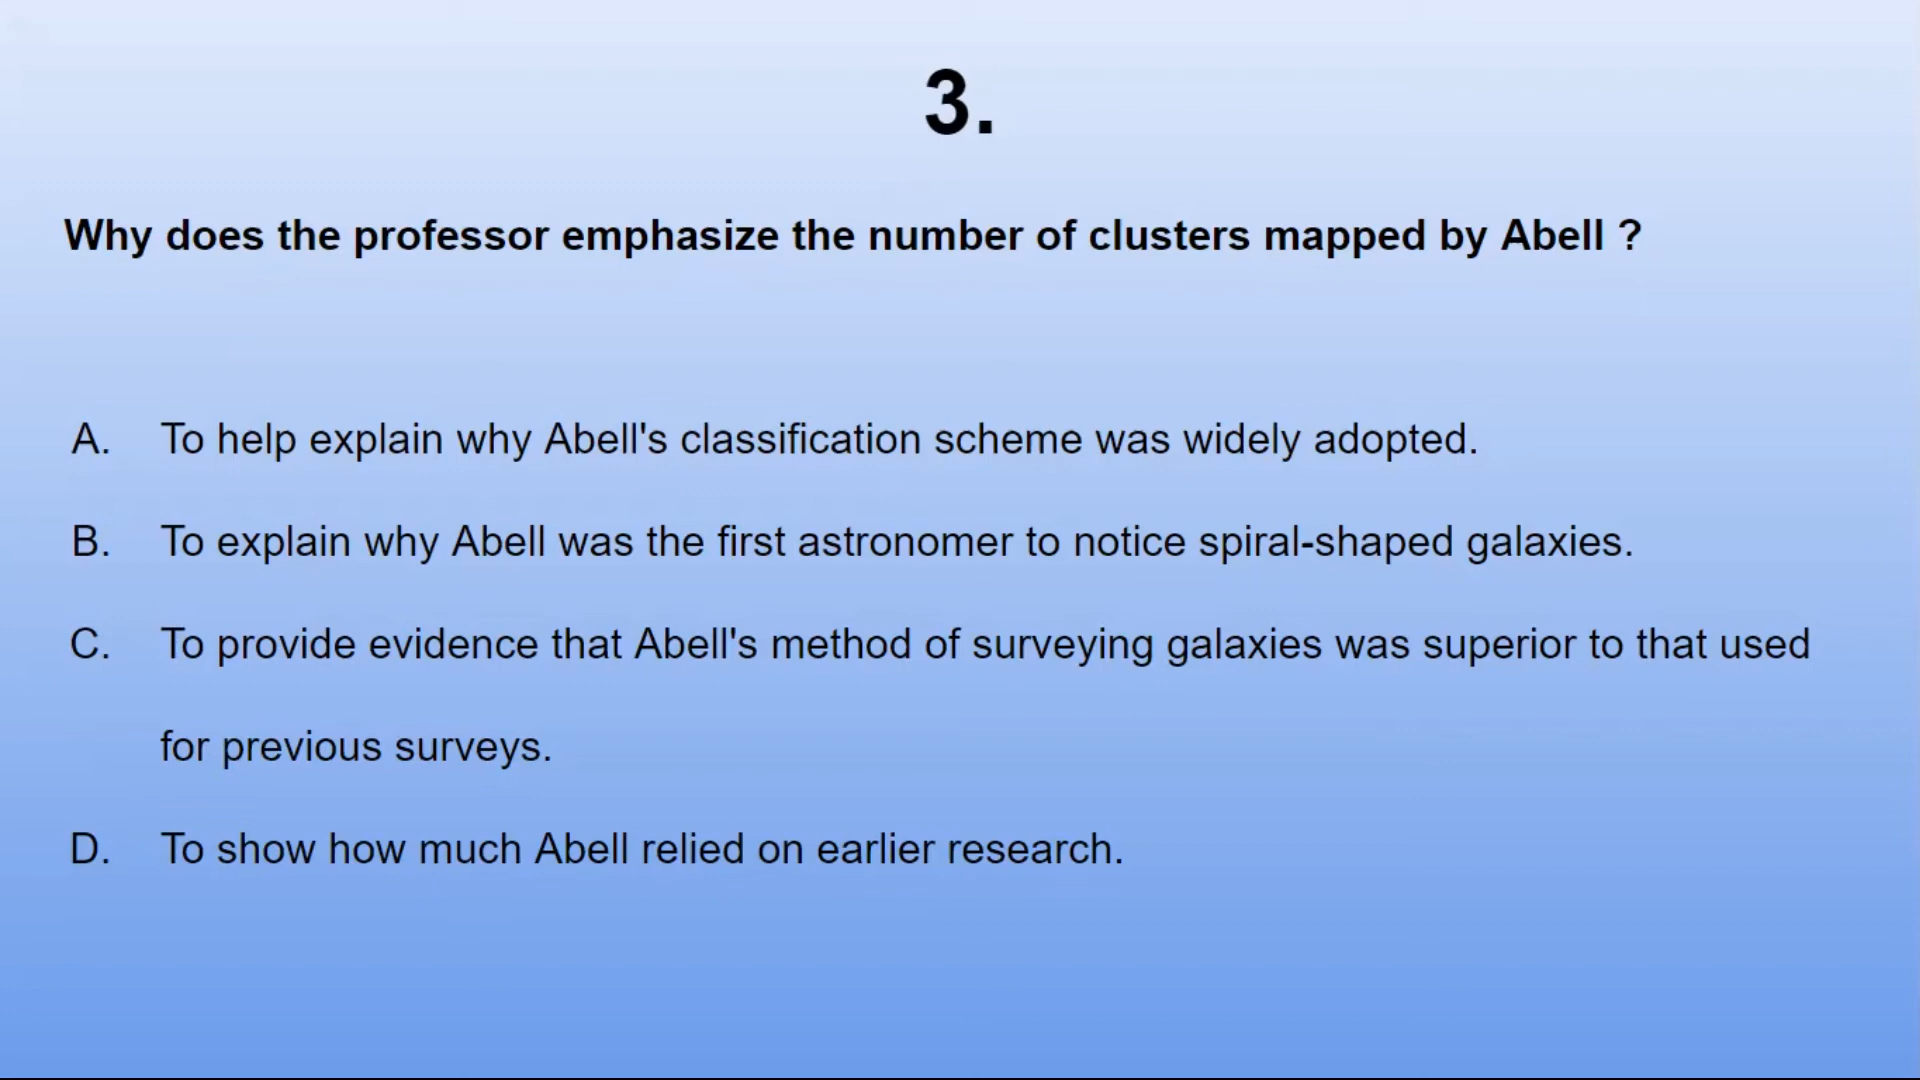 3.
Why does the professor emphasize the number of clusters mapped by Abell ?
A. To help explain why Abell's classification scheme was widely adopted.
B. To explain why Abell was the first astronomer to notice spiral-shaped galaxies.
C. To provide evidence that Abell's method of surveying galaxies was superior to that used
for previous surveys.
D. To show how much Abell relied on earlier research.